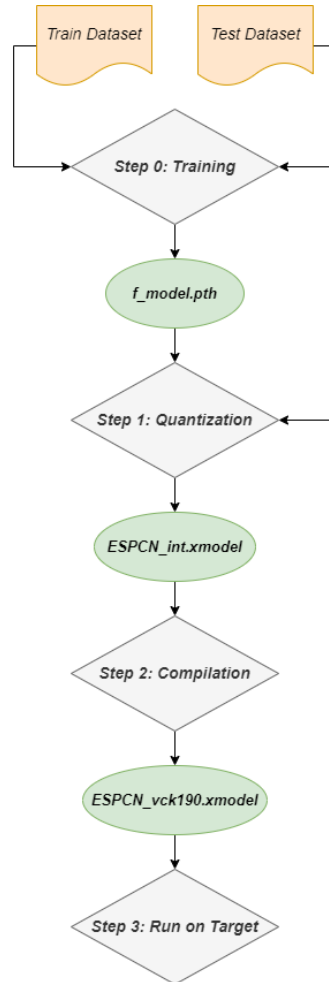 Train Dataset
Test Dataset
Step 0: Training
f_model.pth
Step 1: Quantization
ESPCN_int.xmodel
Step 2: Compilation
ESPCN_vck190.xmodel
Step 3: Run on Target